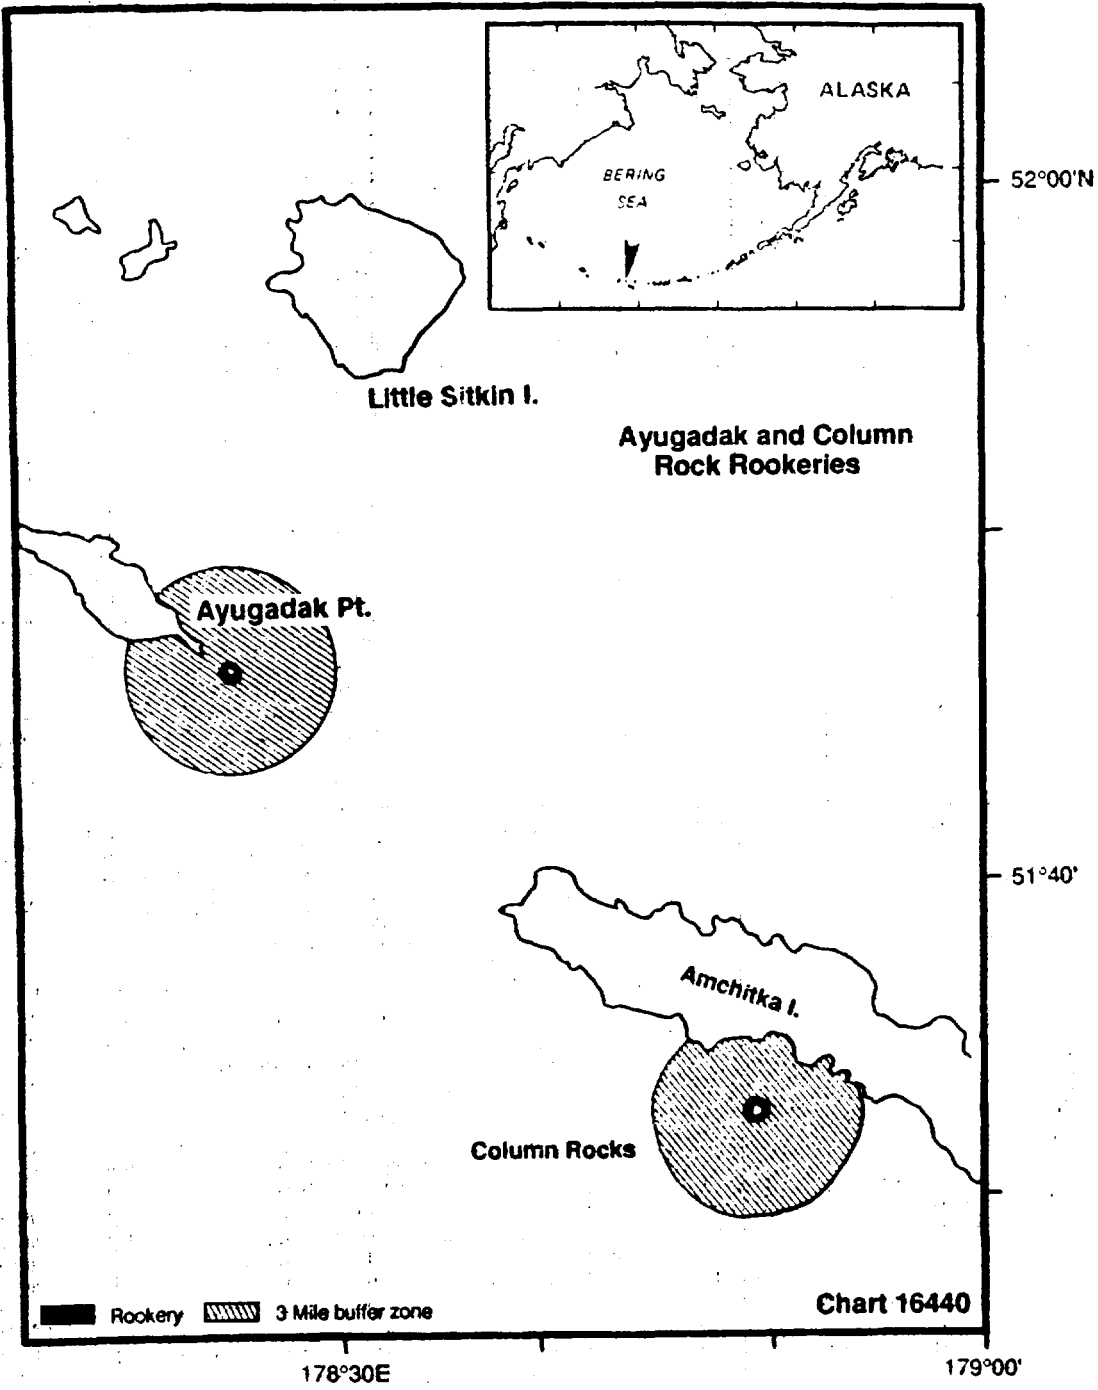 ALASKA
BERING
SEA
52°00'N
Little Sitkin I.
Ayugadak and Column
Rock Rookeries
Ayugadak Pt.
51°40'
Amchitka I.
Column Rocks
Rookery
3 Mile buffer zone
Chart 16440
178°30E
179°00'